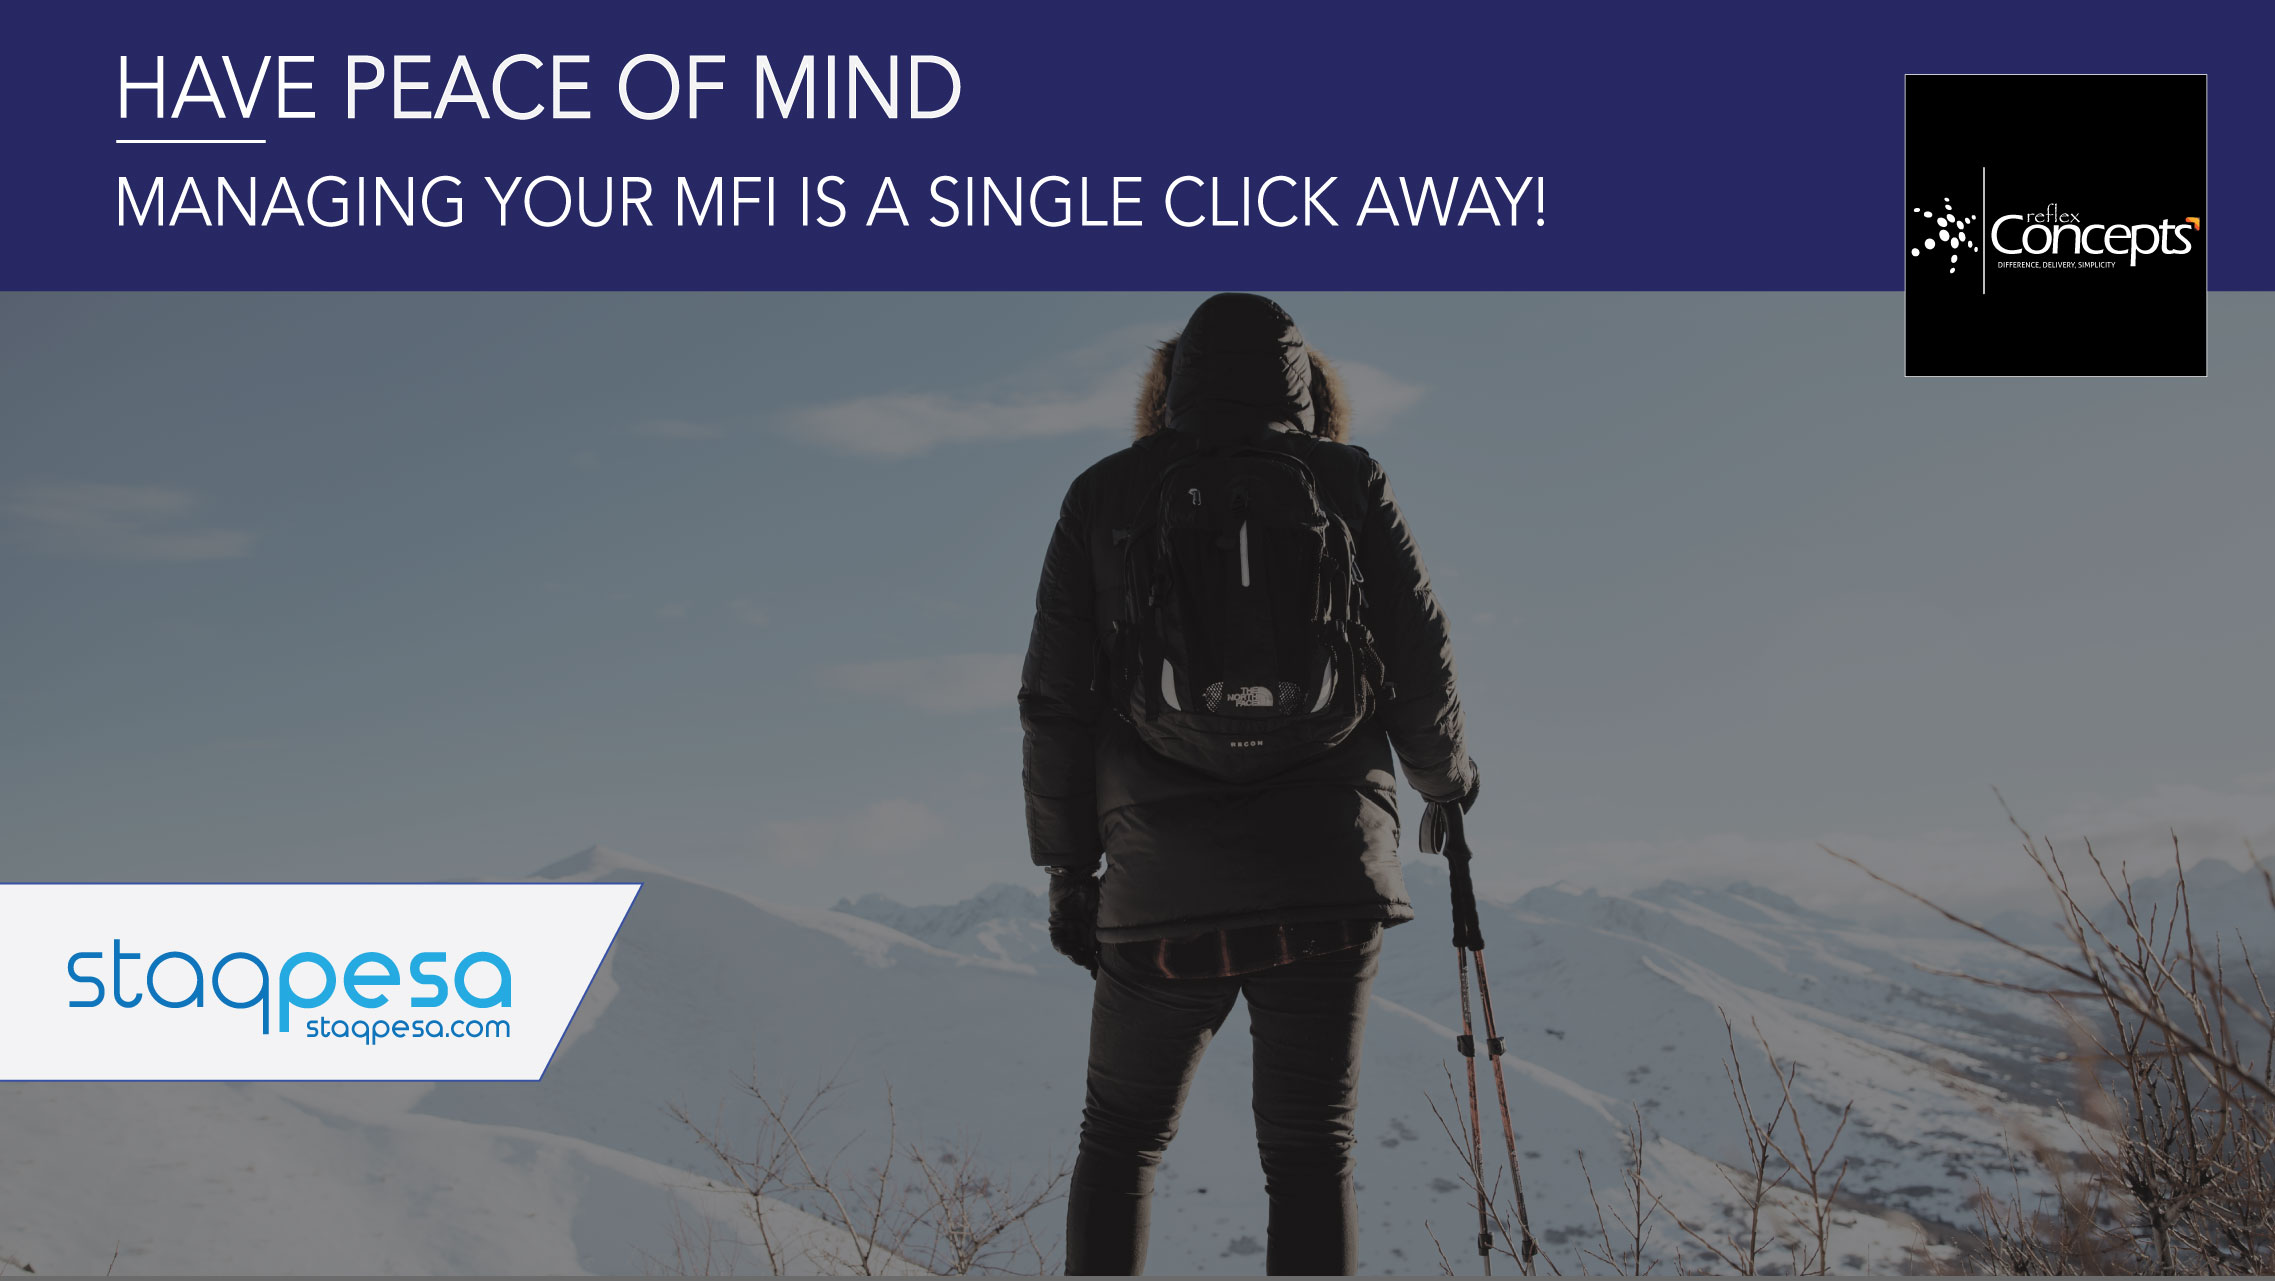 HAVE PEACE OF MIND
MANAGING YOUR MFI IS A SINGLE CLICK AWAY!
reflex
Concepts
DIFFERENCE, DELIVERY, SIMPLICITY
THE
NORTH
FACE
RECON
staqpesa
staqpesa.com